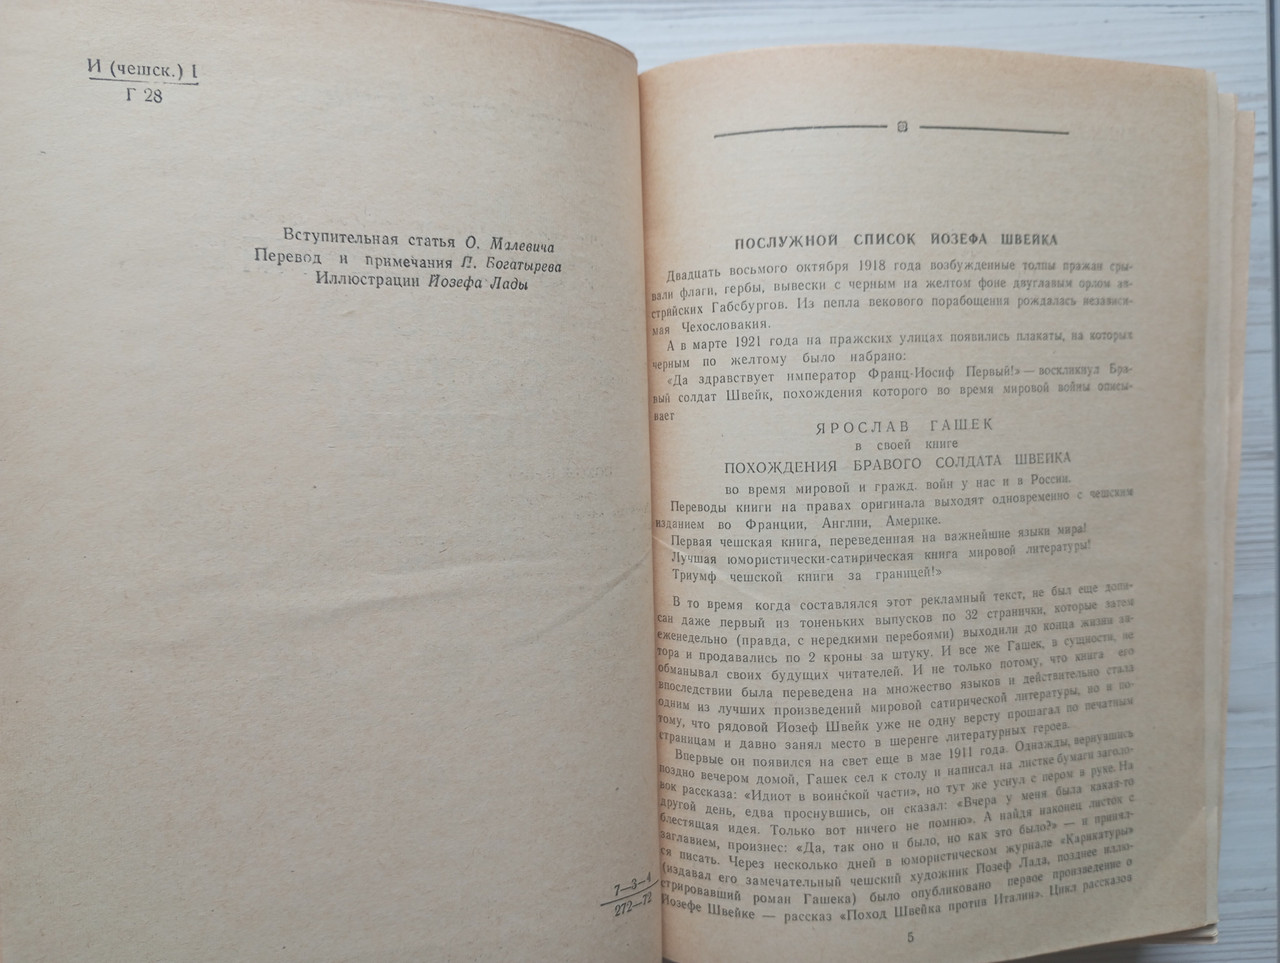 И (чешск.) 1
Г 28
Вступительная статья О. Малевича
Перевод и примечания П. Богатырева
Иллюстрации Йозефа Лады
7—3—4
272—72
ПОСЛУЖНОЙ СПИСОК ЙОЗЕФА ШВЕЙКА
Двадцать восьмого октября 1918 года возбужденные толпы пражан сры-
вали флаги, гербы, вывески с черным на желтом фоне двуглавым орлом ав-
стрийских Габсбургов. Из пепла векового порабощения рождалась независи-
мая Чехословакия.
А в марте 1921 года на пражских улицах появились плакаты, на которых
черным по желтому было набрано:
«Да здравствует император Франц-Иосиф Первый!» — воскликнул Бра-
вый солдат Швейк, похождения которого во время мировой войны описы-
вает
ЯРОСЛАВ ГАШЕК
в своей книге
ПОХОЖДЕНИЯ БРАВОГО СОЛДАТА ШВЕЙКА
во время мировой и гражд. войн у нас и в России.
Переводы книги на правах оригинала выходят одновременно с чешским
изданием во Франции, Англии, Америке.
Первая чешская книга, переведенная на важнейшие языки мира!
Лучшая юмористически-сатирическая книга мировой литературы!
Триумф чешской книги за границей!»
В то время когда составлялся этот рекламный текст, не был еще допи-
сан даже первый из тоненьких выпусков по 32 странички, которые затем
еженедельно (правда, с нередкими перебоями) выходили до конца жизни ав-
тора и продавались по 2 кроны за штуку. И все же Гашек, в сущности, не
обманывал своих будущих читателей. И не только потому, что книга его
впоследствии была переведена на множество языков и действительно стала
одним из лучших произведений мировой сатирической литературы, но и по-
тому, что рядовой Йозеф Швейк уже не одну версту прошагал по печатным
страницам и давно занял место в шеренге литературных героев.
Впервые он появился на свет еще в мае 1911 года. Однажды, вернувшись
поздно вечером домой, Гашек сел к столу и написал на листке бумаги заголо-
вок рассказа: «Идиот в воинской части», но тут же уснул с пером в руке. На
другой день, едва проснувшись, он сказал: «Вчера у меня была какая-то
блестящая идея. Только вот ничего не помню». А найдя наконец листок с
заглавием, произнес: «Да, так оно и было, но как это было?» — и принял-
ся писать. Через несколько дней в юмористическом журнале «Карикатуры»
(издавал его замечательный чешский художник Йозеф Лада, позднее иллю-
стрировавший роман Гашека) было опубликовано первое произведение о
Йозефе Швейке — рассказ «Поход Швейка против Италии». Цикл рассказов
5